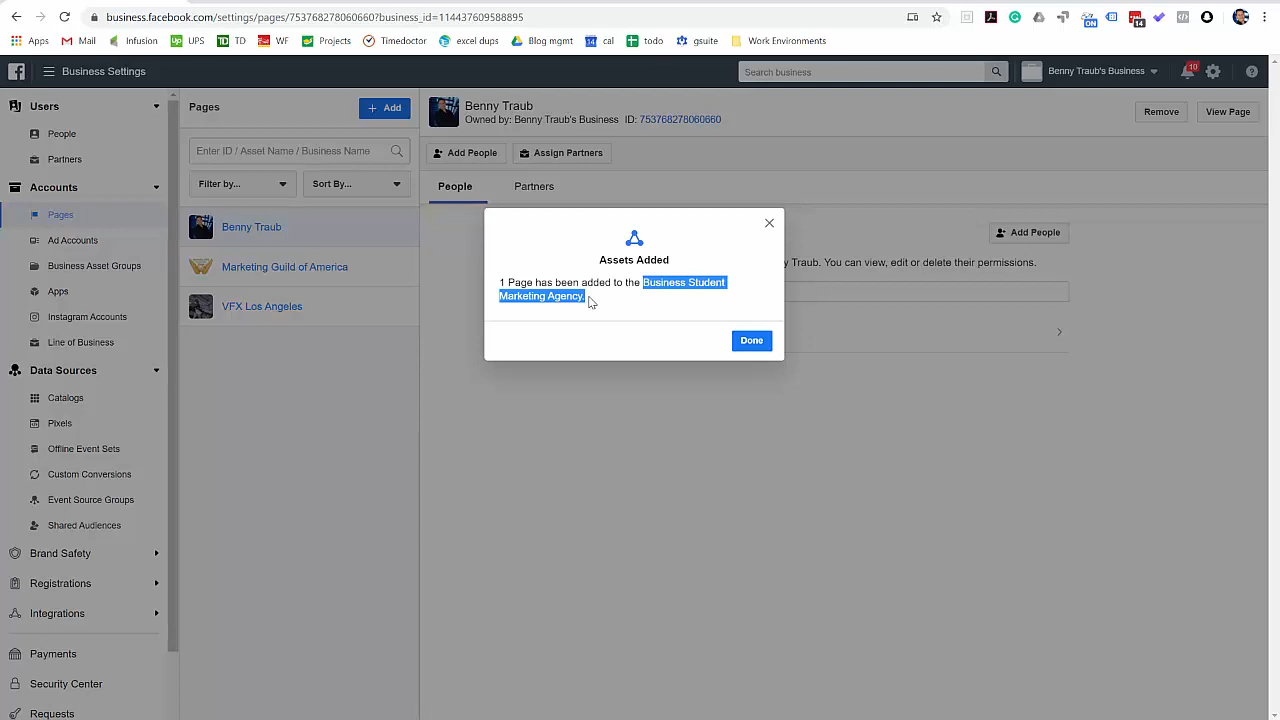 business.facebook.com/settings/pages/753768278060660?business_id=114437609588895
ON
14
Apps
Mail
Infusion
UPS
TD
WF
Projects
Timedoctor
excel dups
Blog mgmt
cal
todo
gsuite
Work Environments
Business Settings
Search business
Benny Traub's Business
10
Users
People
Partners
Accounts
Pages
Ad Accounts
Business Asset Groups
Apps
Instagram Accounts
Line of Business
Data Sources
Catalogs
Pixels
Offline Event Sets
Custom Conversions
Event Source Groups
Shared Audiences
Brand Safety
Registrations
Integrations
Payments
Security Center
Requests
Pages
+ Add
Enter ID / Asset Name / Business Name
Filter by...
Sort By...
Benny Traub
Marketing Guild of America
VFX Los Angeles
Benny Traub
Owned by: Benny Traub's Business ID: 753768278060660
Remove
View Page
Add People
Assign Partners
People
Partners
Add People
y Traub. You can view, edit or delete their permissions.
Assets Added
1 Page has been added to the Business Student
Marketing Agency.
Done